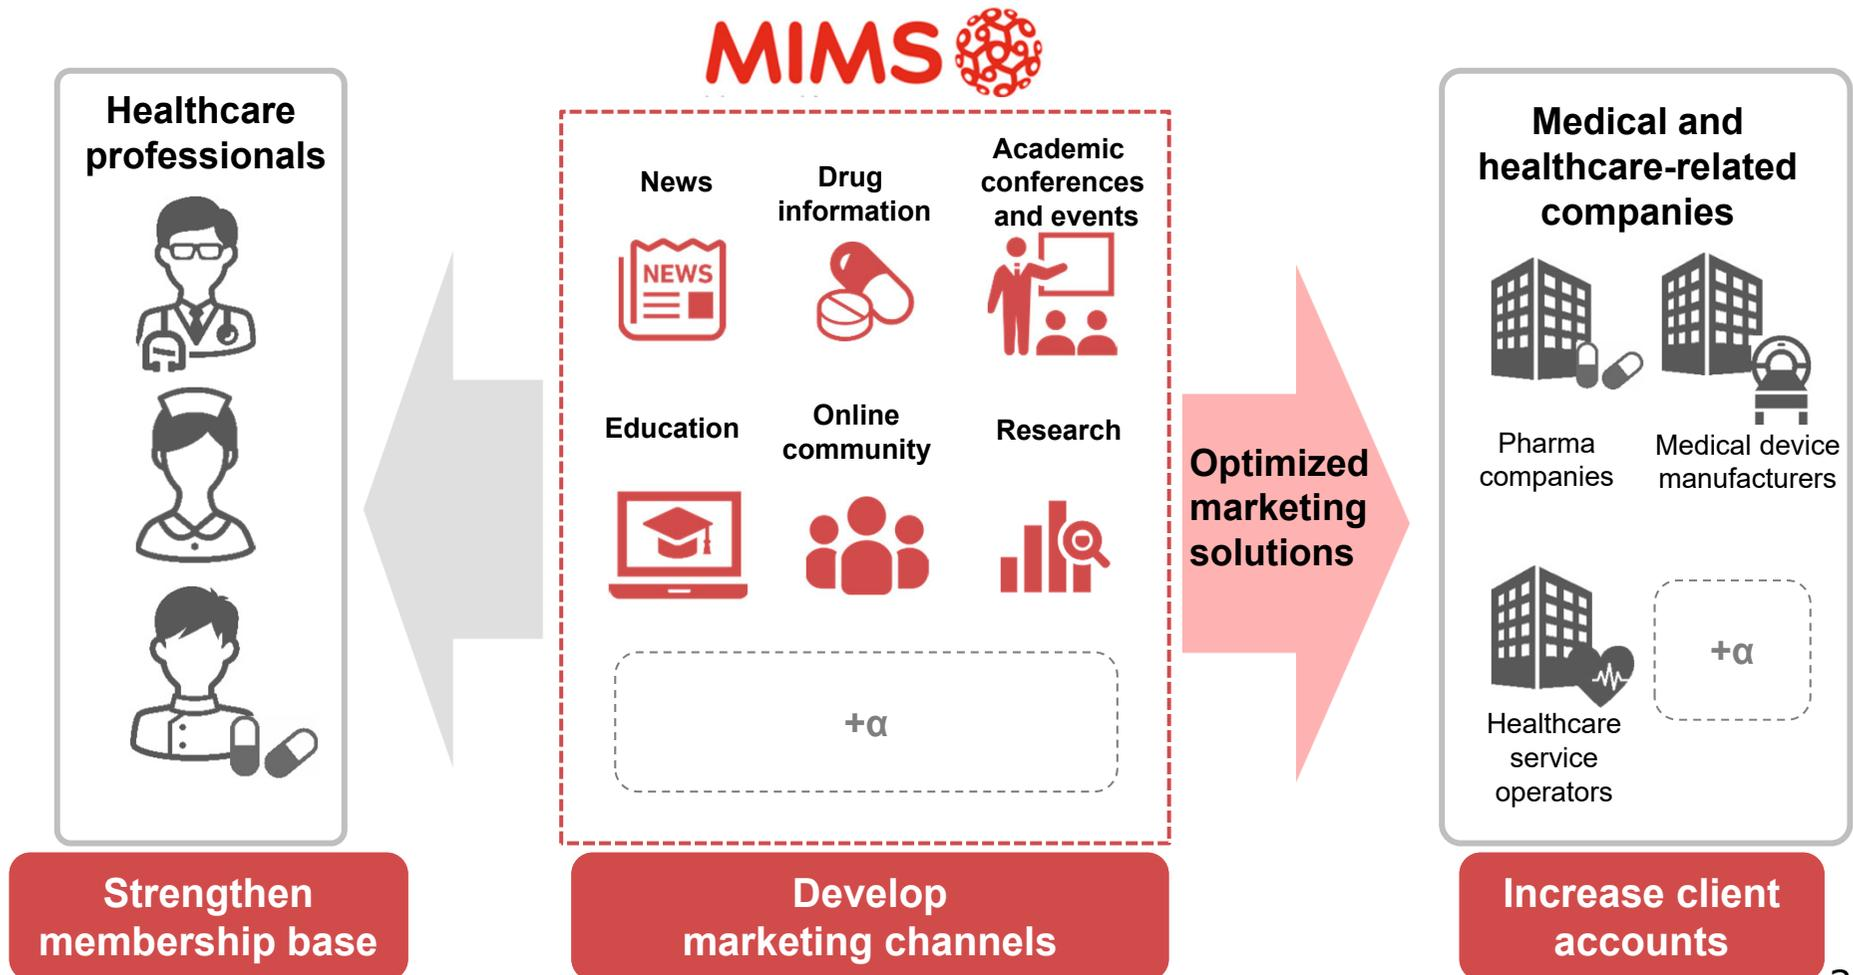 MIMS
Healthcare
professionals
News
Drug
information
Academic
conferences
and events
NEWS
Education
Online
community
Research
+α
Optimized
marketing
solutions
Medical and
healthcare-related
companies
Pharma
companies
Medical device
manufacturers
Healthcare
service
operators
+α
Strengthen
membership base
Develop
marketing channels
Increase client
accounts